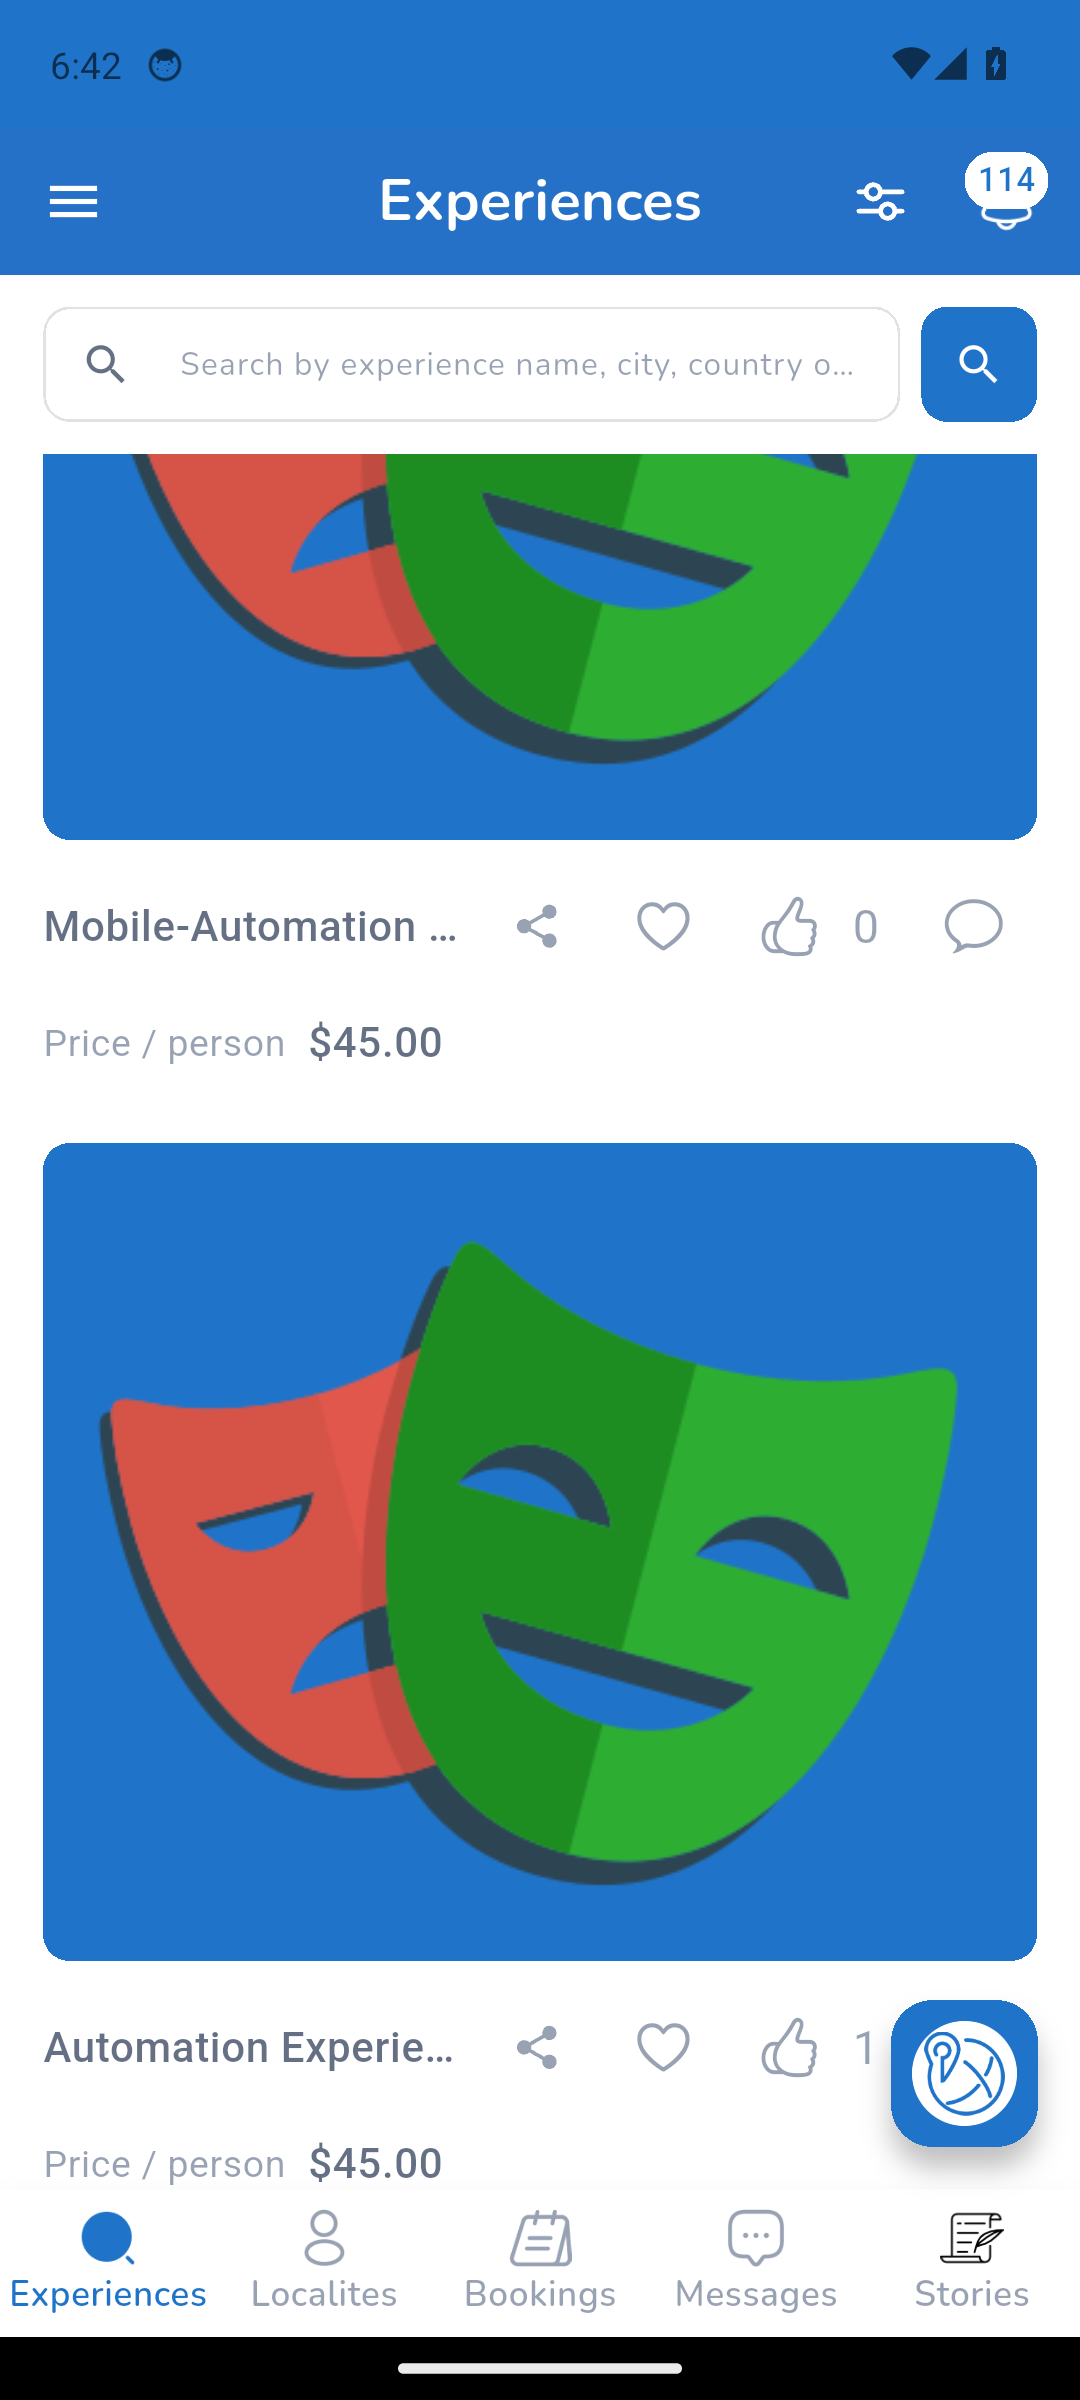 6:42
Experiences
114
Search by experience name, city, country o...
Mobile-Automation ...
0
Price / person $45.00
Automation Experie...
1
Price / person $45.00
Experiences
Localites
Bookings
Messages
Stories